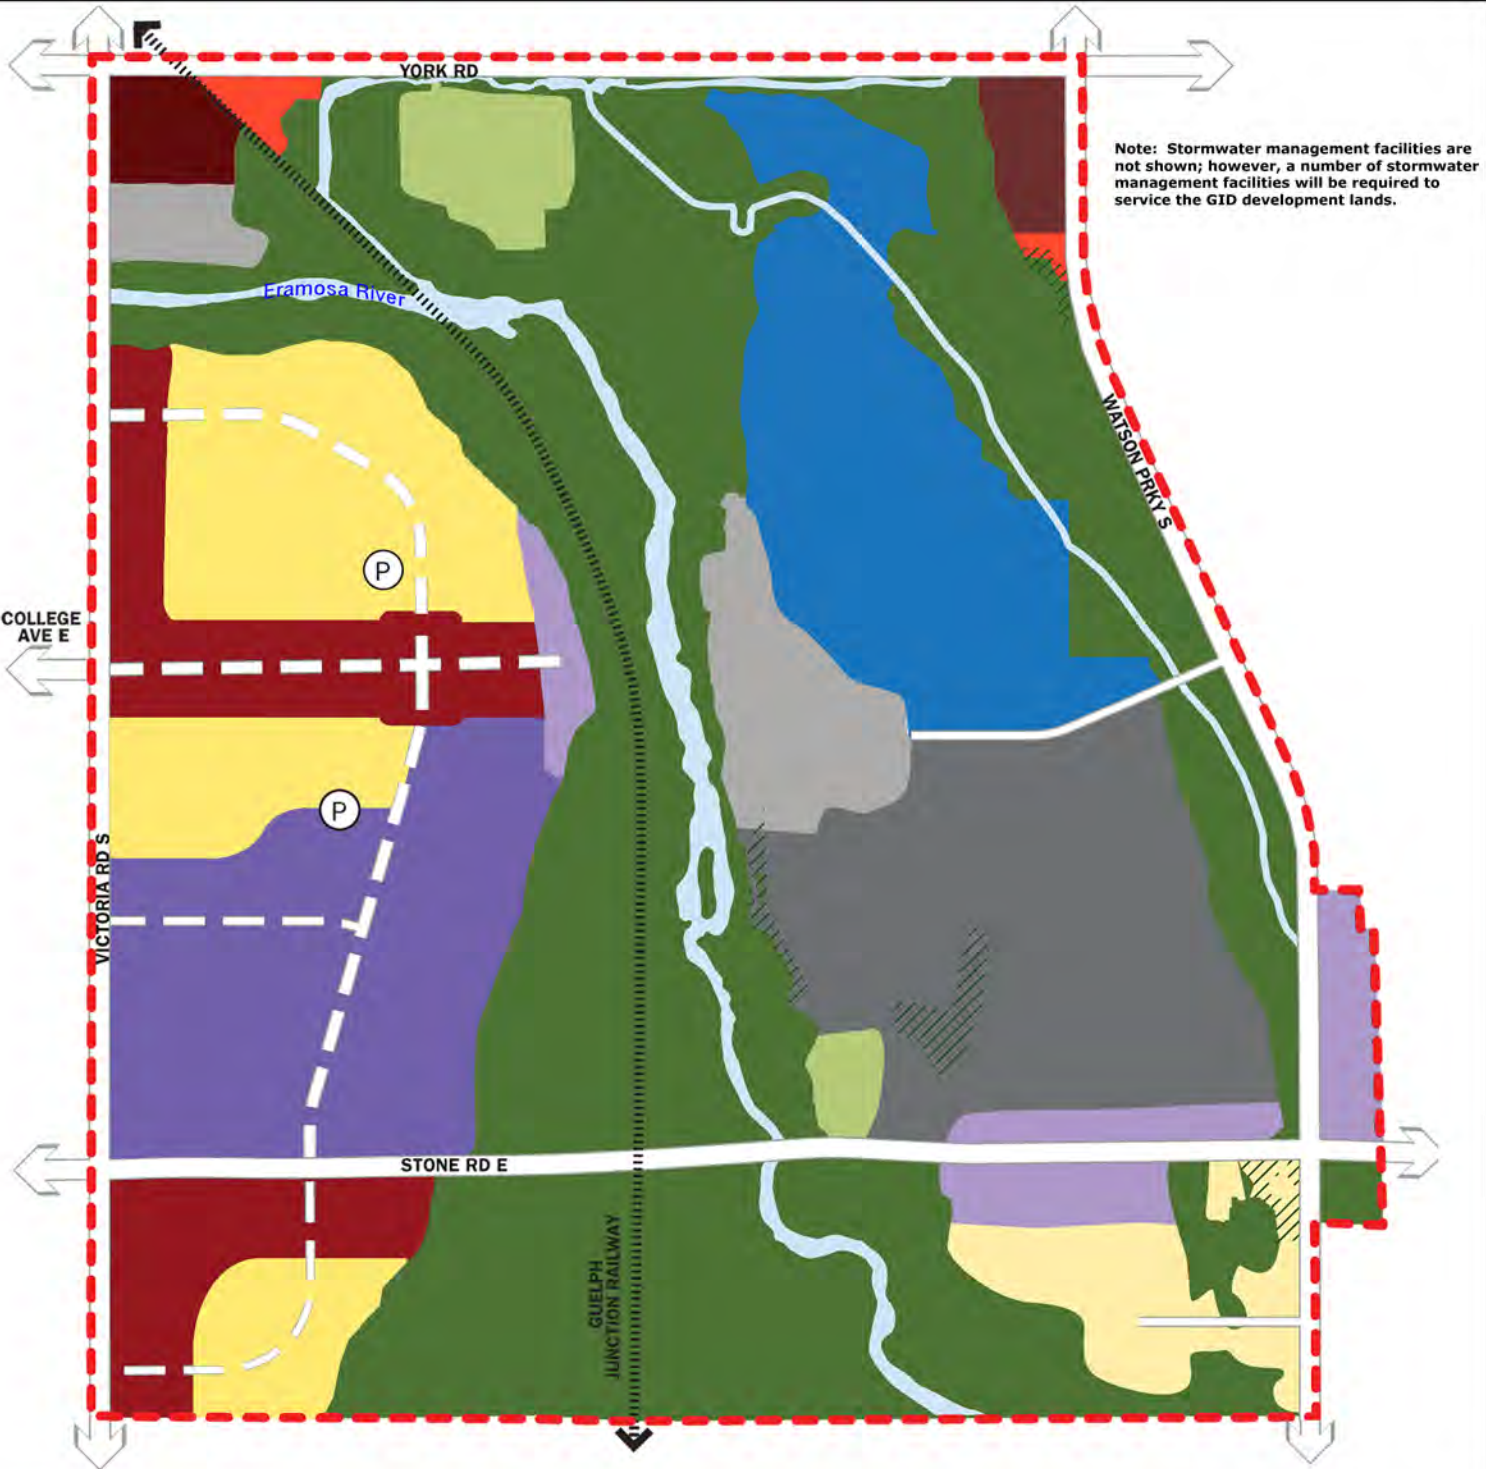 YORK RD
Note: Stormwater management facilities are
not shown; however, a number of stormwater
management facilities will be required to
service the GID development lands.
Eramosa River
WATSON PRKY S
P
COLLEGE
AVE E
P
VICTORIA RD S
STONE RD E
GUELPH
JUNCTION RAILWAY